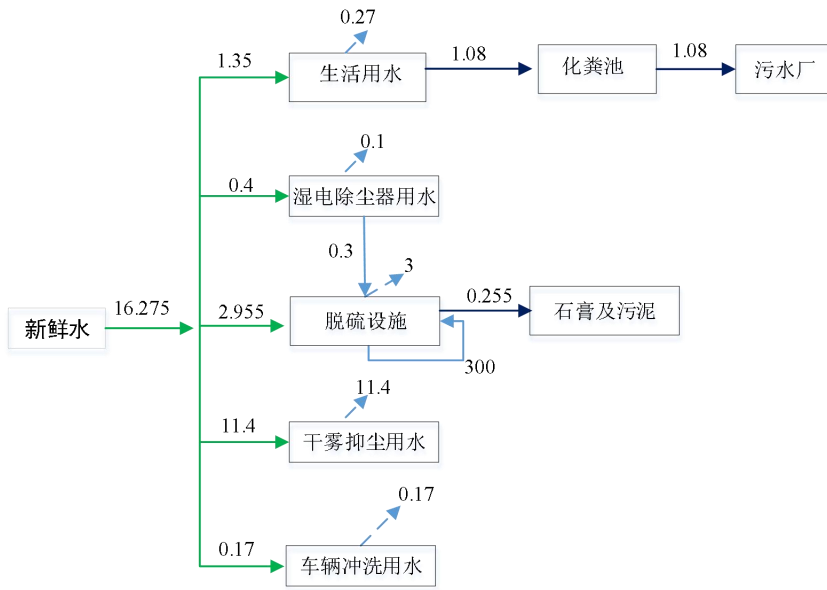 0.27
1.35
生活用水
1.08
化粪池
1.08
污水厂
0.1
0.4
湿电除尘器用水
0.3
3
新鲜水
16.275
2.955
脱硫设施
0.255
石膏及污泥
300
11.4
11.4
干雾抑尘用水
0.17
0.17
车辆冲洗用水